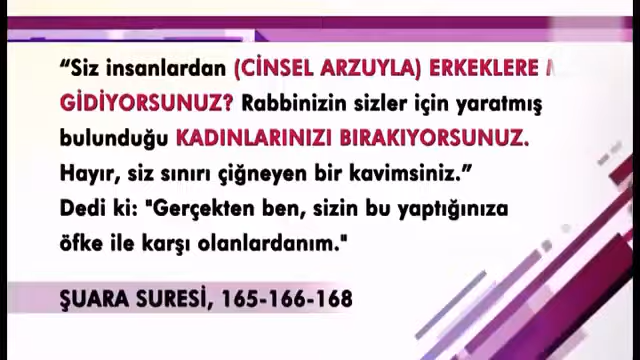 “Siz insanlardan (CİNSEL ARZUYLA) ERKEKLERE
GİDİYORSUNUZ? Rabbinizin sizler için yaratmış
bulunduğu KADINLARINIZI BIRAKIYORSUNUZ.
Hayır, siz sınırı çiğneyen bir kavimsiniz.”
Dedi ki: "Gerçekten ben, sizin bu yaptığınıza
öfke ile karşı olanlardanım."
ŞUARA SURESİ, 165-166-168